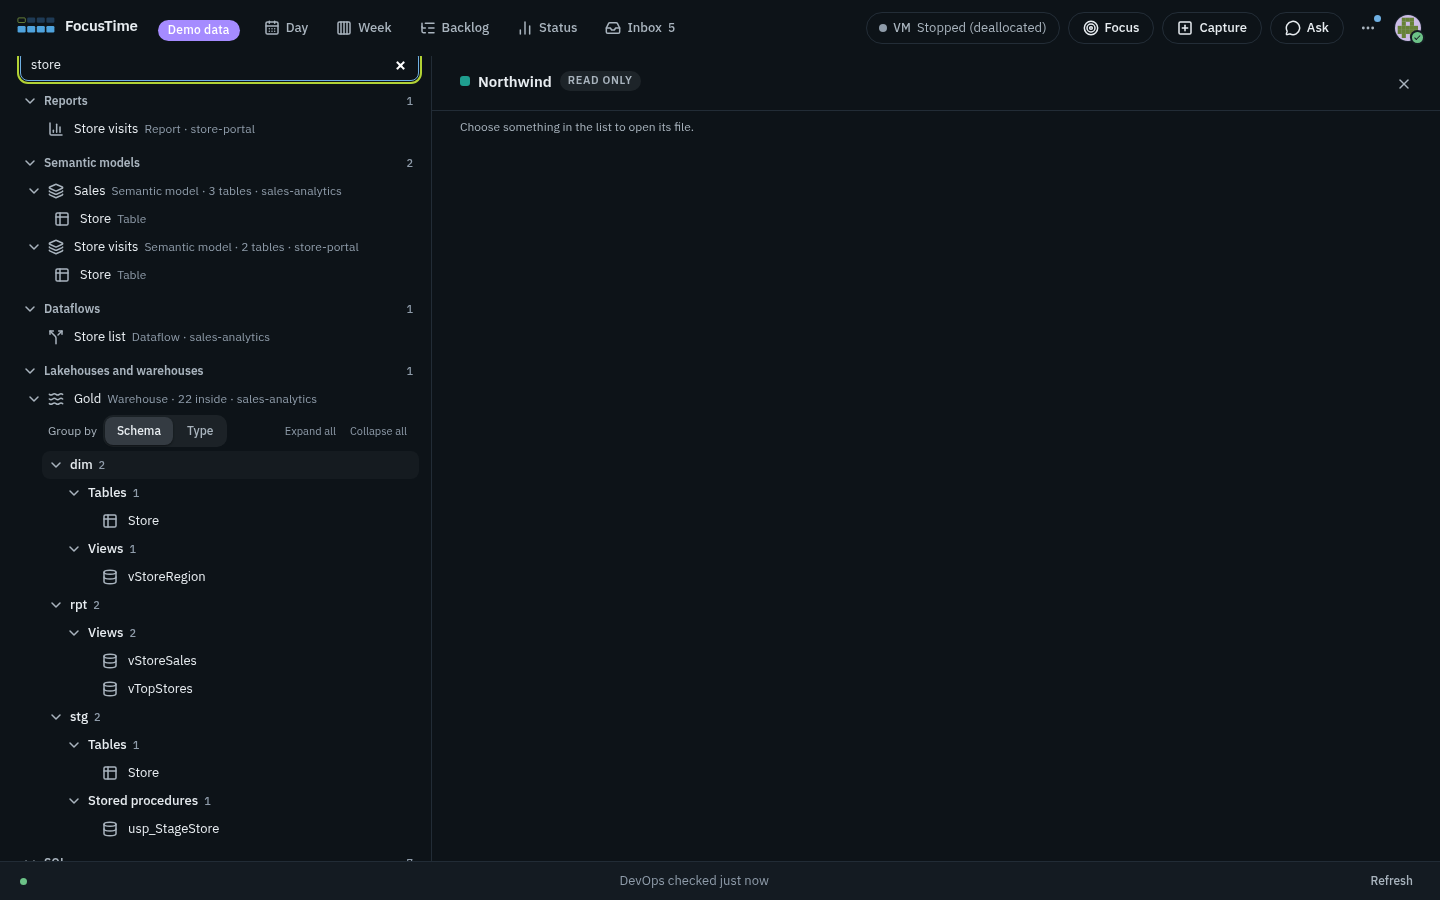 FocusTime
Demo data
Day
Week
Backlog
Status
Inbox 5
VM Stopped (deallocated)
Focus
Capture
Ask
store
Reports 1
Store visits Report · store-portal
Semantic models 2
Sales Semantic model · 3 tables · sales-analytics
Store Table
Store visits Semantic model · 2 tables · store-portal
Store Table
Dataflows 1
Store list Dataflow · sales-analytics
Lakehouses and warehouses 1
Gold Warehouse · 22 inside · sales-analytics
Group by Schema Type Expand all Collapse all
dim 2
Tables 1
Store
Views 1
vStoreRegion
rpt 2
Views 2
vStoreSales
vTopStores
stg 2
Tables 1
Store
Stored procedures 1
usp_StageStore
Northwind READ ONLY
Choose something in the list to open its file.
DevOps checked just now
Refresh